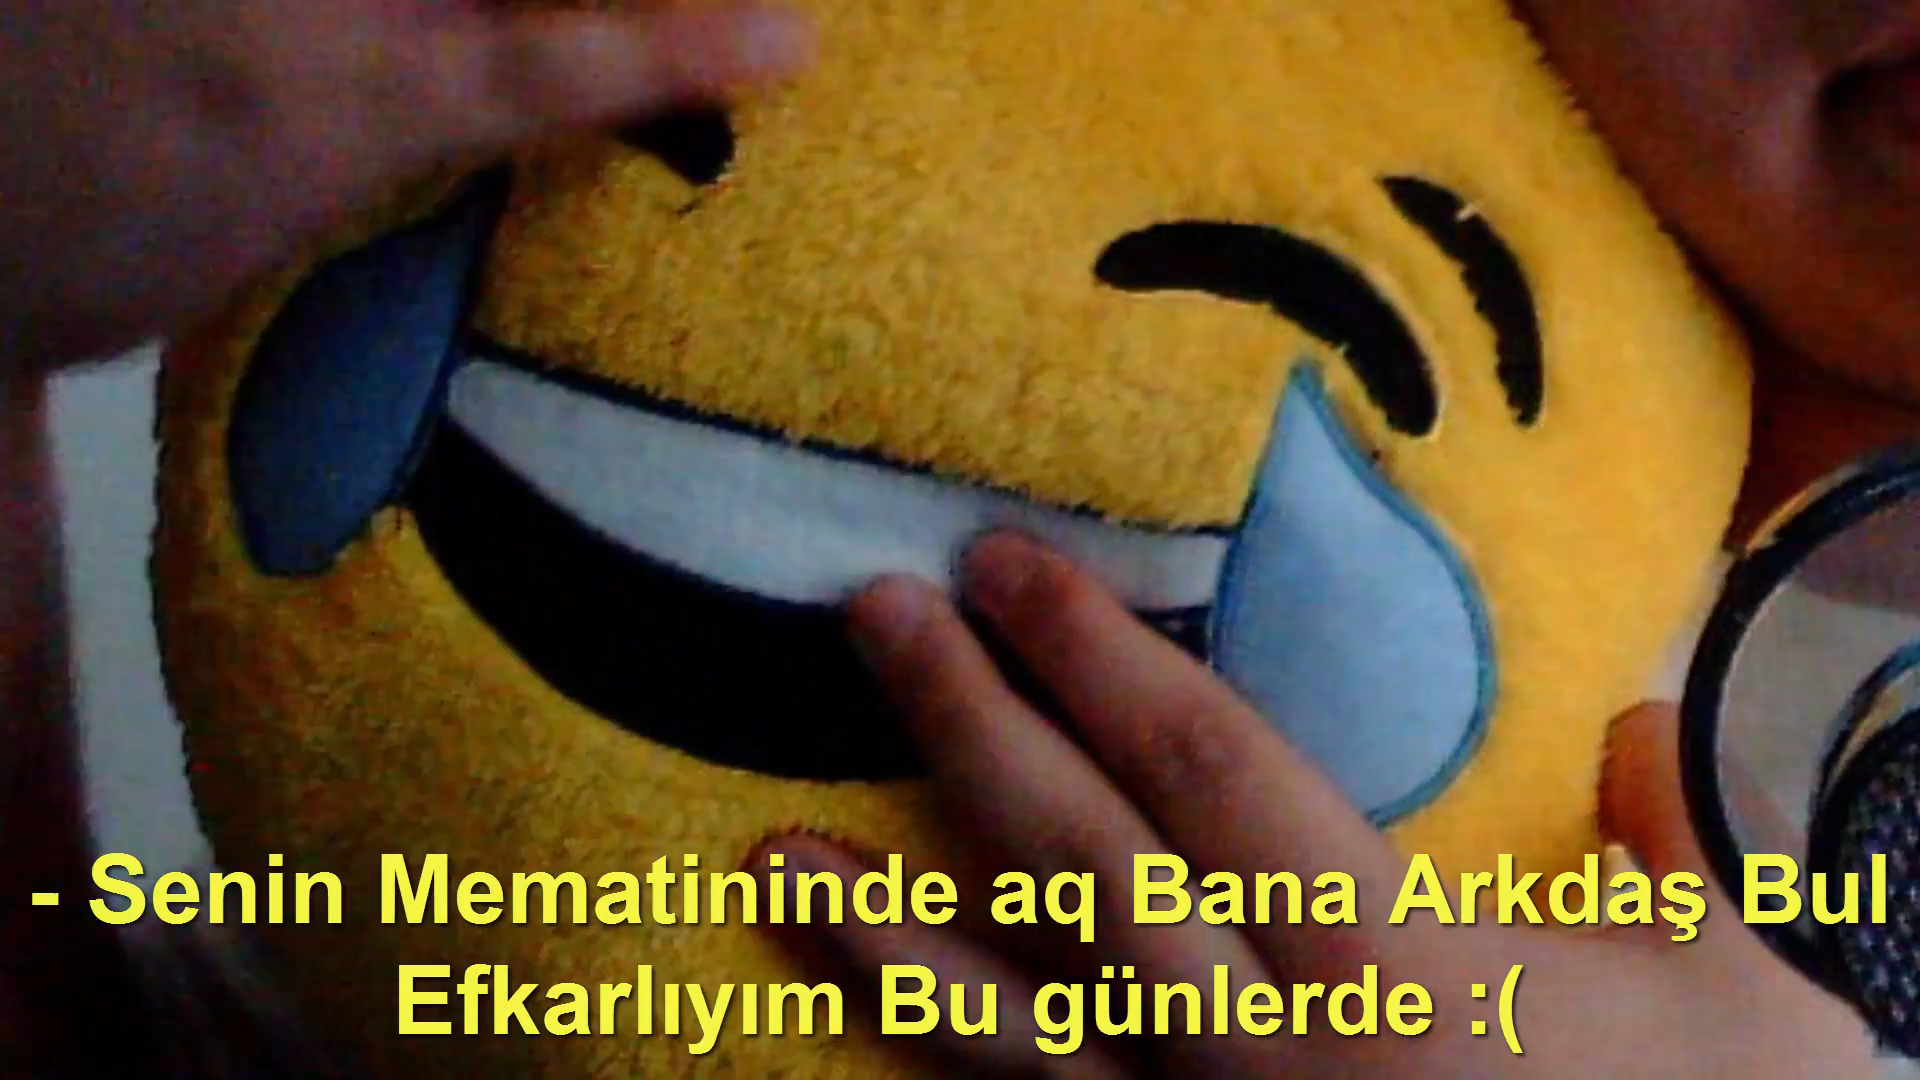 - Senin Mematininde aq Bana Arkdaş Bul
Efkarlıyım Bu günlerde :(